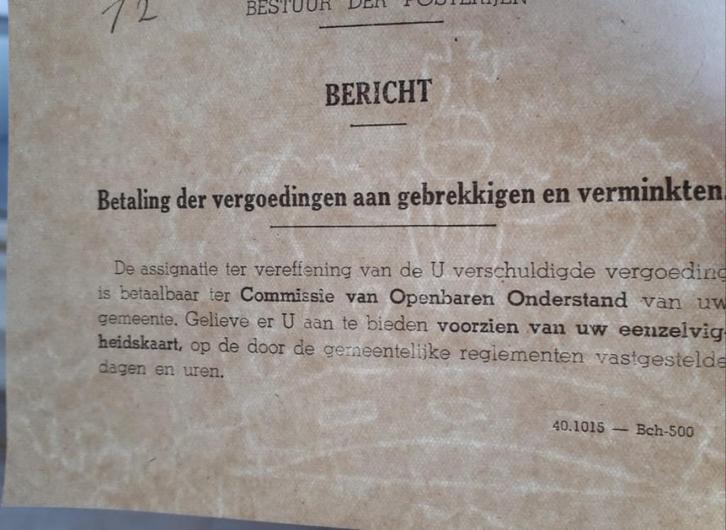 12
BESTUUR DER POSTERIJEN
BERICHT
Betaling der vergoedingen aan gebrekkigen en verminkten.
De assignatie ter vereffening van de U verschuldigde vergoeding
is betaalbaar ter Commissie van Openbaren Onderstand van uw
gemeente. Gelieve er U aan te bieden voorzien van uw eenzelvig-
heidskaart, op de door de gemeentelijke reglementen vastgestelde
dagen en uren.
40.1015 — Bch-500